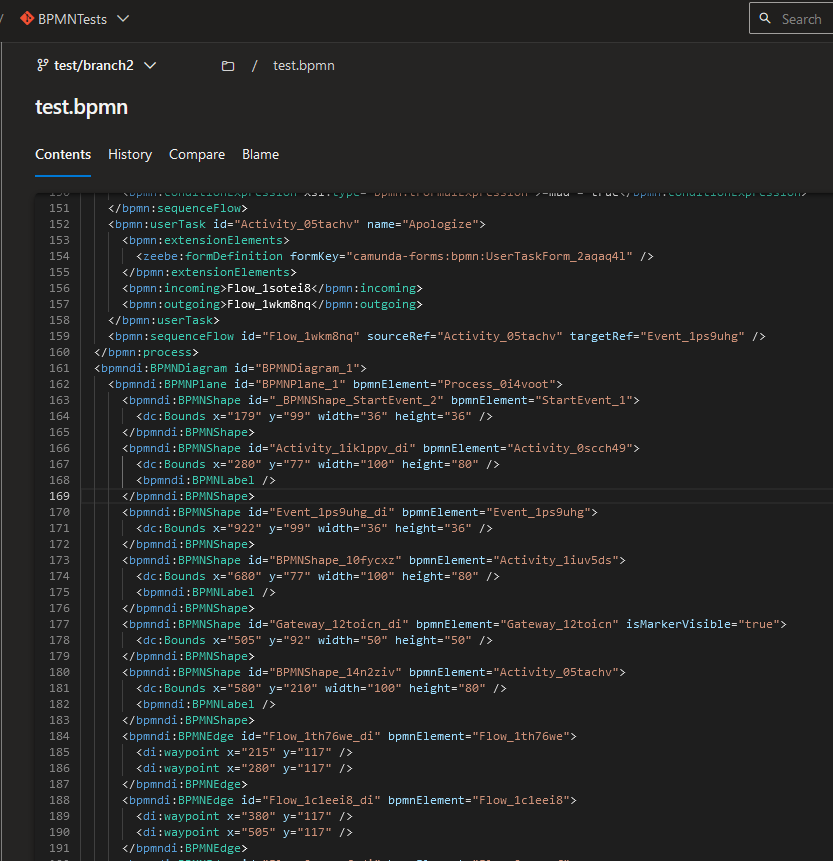 / BPMNTests
Search
test/branch2 / test.bpmn
test.bpmn
Contents History Compare Blame
150 <bpmn:conditionExpression xsi:type="bpmn:tFormalExpression">=mad = true</bpmn:conditionExpression>
151 </bpmn:sequenceFlow>
152 <bpmn:userTask id="Activity_05tachv" name="Apologize">
153 <bpmn:extensionElements>
154 <zeebe:formDefinition formKey="camunda-forms:bpmn:UserTaskForm_2aqaq4l" />
155 </bpmn:extensionElements>
156 <bpmn:incoming>Flow_1sotei8</bpmn:incoming>
157 <bpmn:outgoing>Flow_1wkm8nq</bpmn:outgoing>
158 </bpmn:userTask>
159 <bpmn:sequenceFlow id="Flow_1wkm8nq" sourceRef="Activity_05tachv" targetRef="Event_1ps9uhg" />
160 </bpmn:process>
161 <bpmndi:BPMNDiagram id="BPMNDiagram_1">
162 <bpmndi:BPMNPlane id="BPMNPlane_1" bpmnElement="Process_0i4voot">
163 <bpmndi:BPMNShape id="_BPMNShape_StartEvent_2" bpmnElement="StartEvent_1">
164 <dc:Bounds x="179" y="99" width="36" height="36" />
165 </bpmndi:BPMNShape>
166 <bpmndi:BPMNShape id="Activity_1iklppv_di" bpmnElement="Activity_0scch49">
167 <dc:Bounds x="280" y="77" width="100" height="80" />
168 <bpmndi:BPMNLabel />
169 </bpmndi:BPMNShape>
170 <bpmndi:BPMNShape id="Event_1ps9uhg_di" bpmnElement="Event_1ps9uhg">
171 <dc:Bounds x="922" y="99" width="36" height="36" />
172 </bpmndi:BPMNShape>
173 <bpmndi:BPMNShape id="BPMNShape_10fycxz" bpmnElement="Activity_1iuv5ds">
174 <dc:Bounds x="680" y="77" width="100" height="80" />
175 <bpmndi:BPMNLabel />
176 </bpmndi:BPMNShape>
177 <bpmndi:BPMNShape id="Gateway_12toicn_di" bpmnElement="Gateway_12toicn" isMarkerVisible="true">
178 <dc:Bounds x="505" y="92" width="50" height="50" />
179 </bpmndi:BPMNShape>
180 <bpmndi:BPMNShape id="BPMNShape_14n2ziv" bpmnElement="Activity_05tachv">
181 <dc:Bounds x="580" y="210" width="100" height="80" />
182 <bpmndi:BPMNLabel />
183 </bpmndi:BPMNShape>
184 <bpmndi:BPMNEdge id="Flow_1th76we_di" bpmnElement="Flow_1th76we">
185 <di:waypoint x="215" y="117" />
186 <di:waypoint x="280" y="117" />
187 </bpmndi:BPMNEdge>
188 <bpmndi:BPMNEdge id="Flow_1c1eei8_di" bpmnElement="Flow_1c1eei8">
189 <di:waypoint x="380" y="117" />
190 <di:waypoint x="505" y="117" />
191 </bpmndi:BPMNEdge>